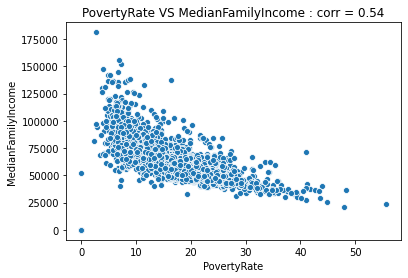 PovertyRate VS MedianFamilyIncome : corr = 0.54
175000
150000
125000
100000
75000
50000
25000
0
MedianFamilyIncome
0 10 20 30 40 50
PovertyRate